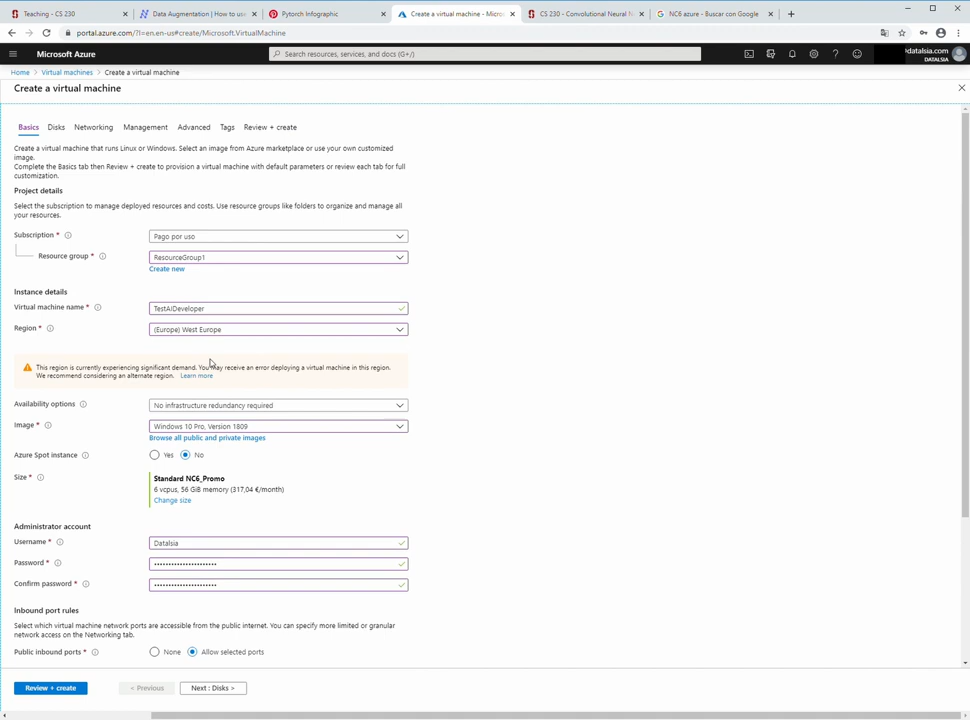 Teaching - CS 230
Data Augmentation | How to use
Pytorch Infographic
Create a virtual machine - Micros
CS 230 - Convolutional Neural N
NC6 azure - Buscar con Google
portal.azure.com/?l=en.en-us#create/Microsoft.VirtualMachine
Microsoft Azure
Search resources, services, and docs (G+/)
@datalsia.com
DATALSIA
Home > Virtual machines > Create a virtual machine
Create a virtual machine
Basics Disks Networking Management Advanced Tags Review + create
Create a virtual machine that runs Linux or Windows. Select an image from Azure marketplace or use your own customized
image.
Complete the Basics tab then Review + create to provision a virtual machine with default parameters or review each tab for full
customization.
Project details
Select the subscription to manage deployed resources and costs. Use resource groups like folders to organize and manage all
your resources.
Subscription * Pago por uso
Resource group * ResourceGroup1
Create new
Instance details
Virtual machine name * TestAIDeveloper
Region * (Europe) West Europe
This region is currently experiencing significant demand. You may receive an error deploying a virtual machine in this region.
We recommend considering an alternate region. Learn more
Availability options No infrastructure redundancy required
Image * Windows 10 Pro, Version 1809
Browse all public and private images
Azure Spot instance Yes No
Size * Standard NC6_Promo
6 vcpus, 56 GiB memory (317,04 €/month)
Change size
Administrator account
Username * Datalsia
Password *
Confirm password *
Inbound port rules
Select which virtual machine network ports are accessible from the public internet. You can specify more limited or granular
network access on the Networking tab.
Public inbound ports * None Allow selected ports
Review + create < Previous Next : Disks >